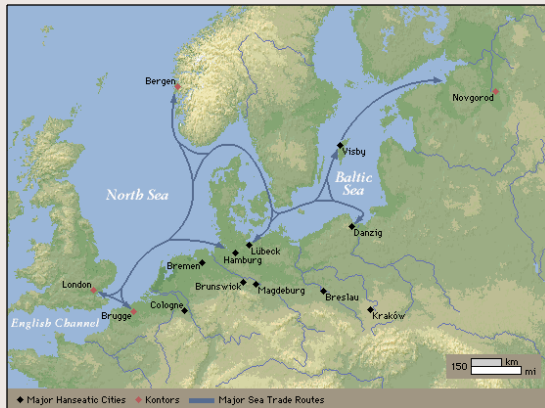 Bergen
Novgorod
Visby
North Sea
Baltic
Sea
Danzig
Lübeck
Hamburg
Bremen
London
Brunswick
Magdeburg
Breslau
Cologne
Brugge
English Channel
Kraków
150 km
mi
Major Hanseatic Cities
Kontors
Major Sea Trade Routes